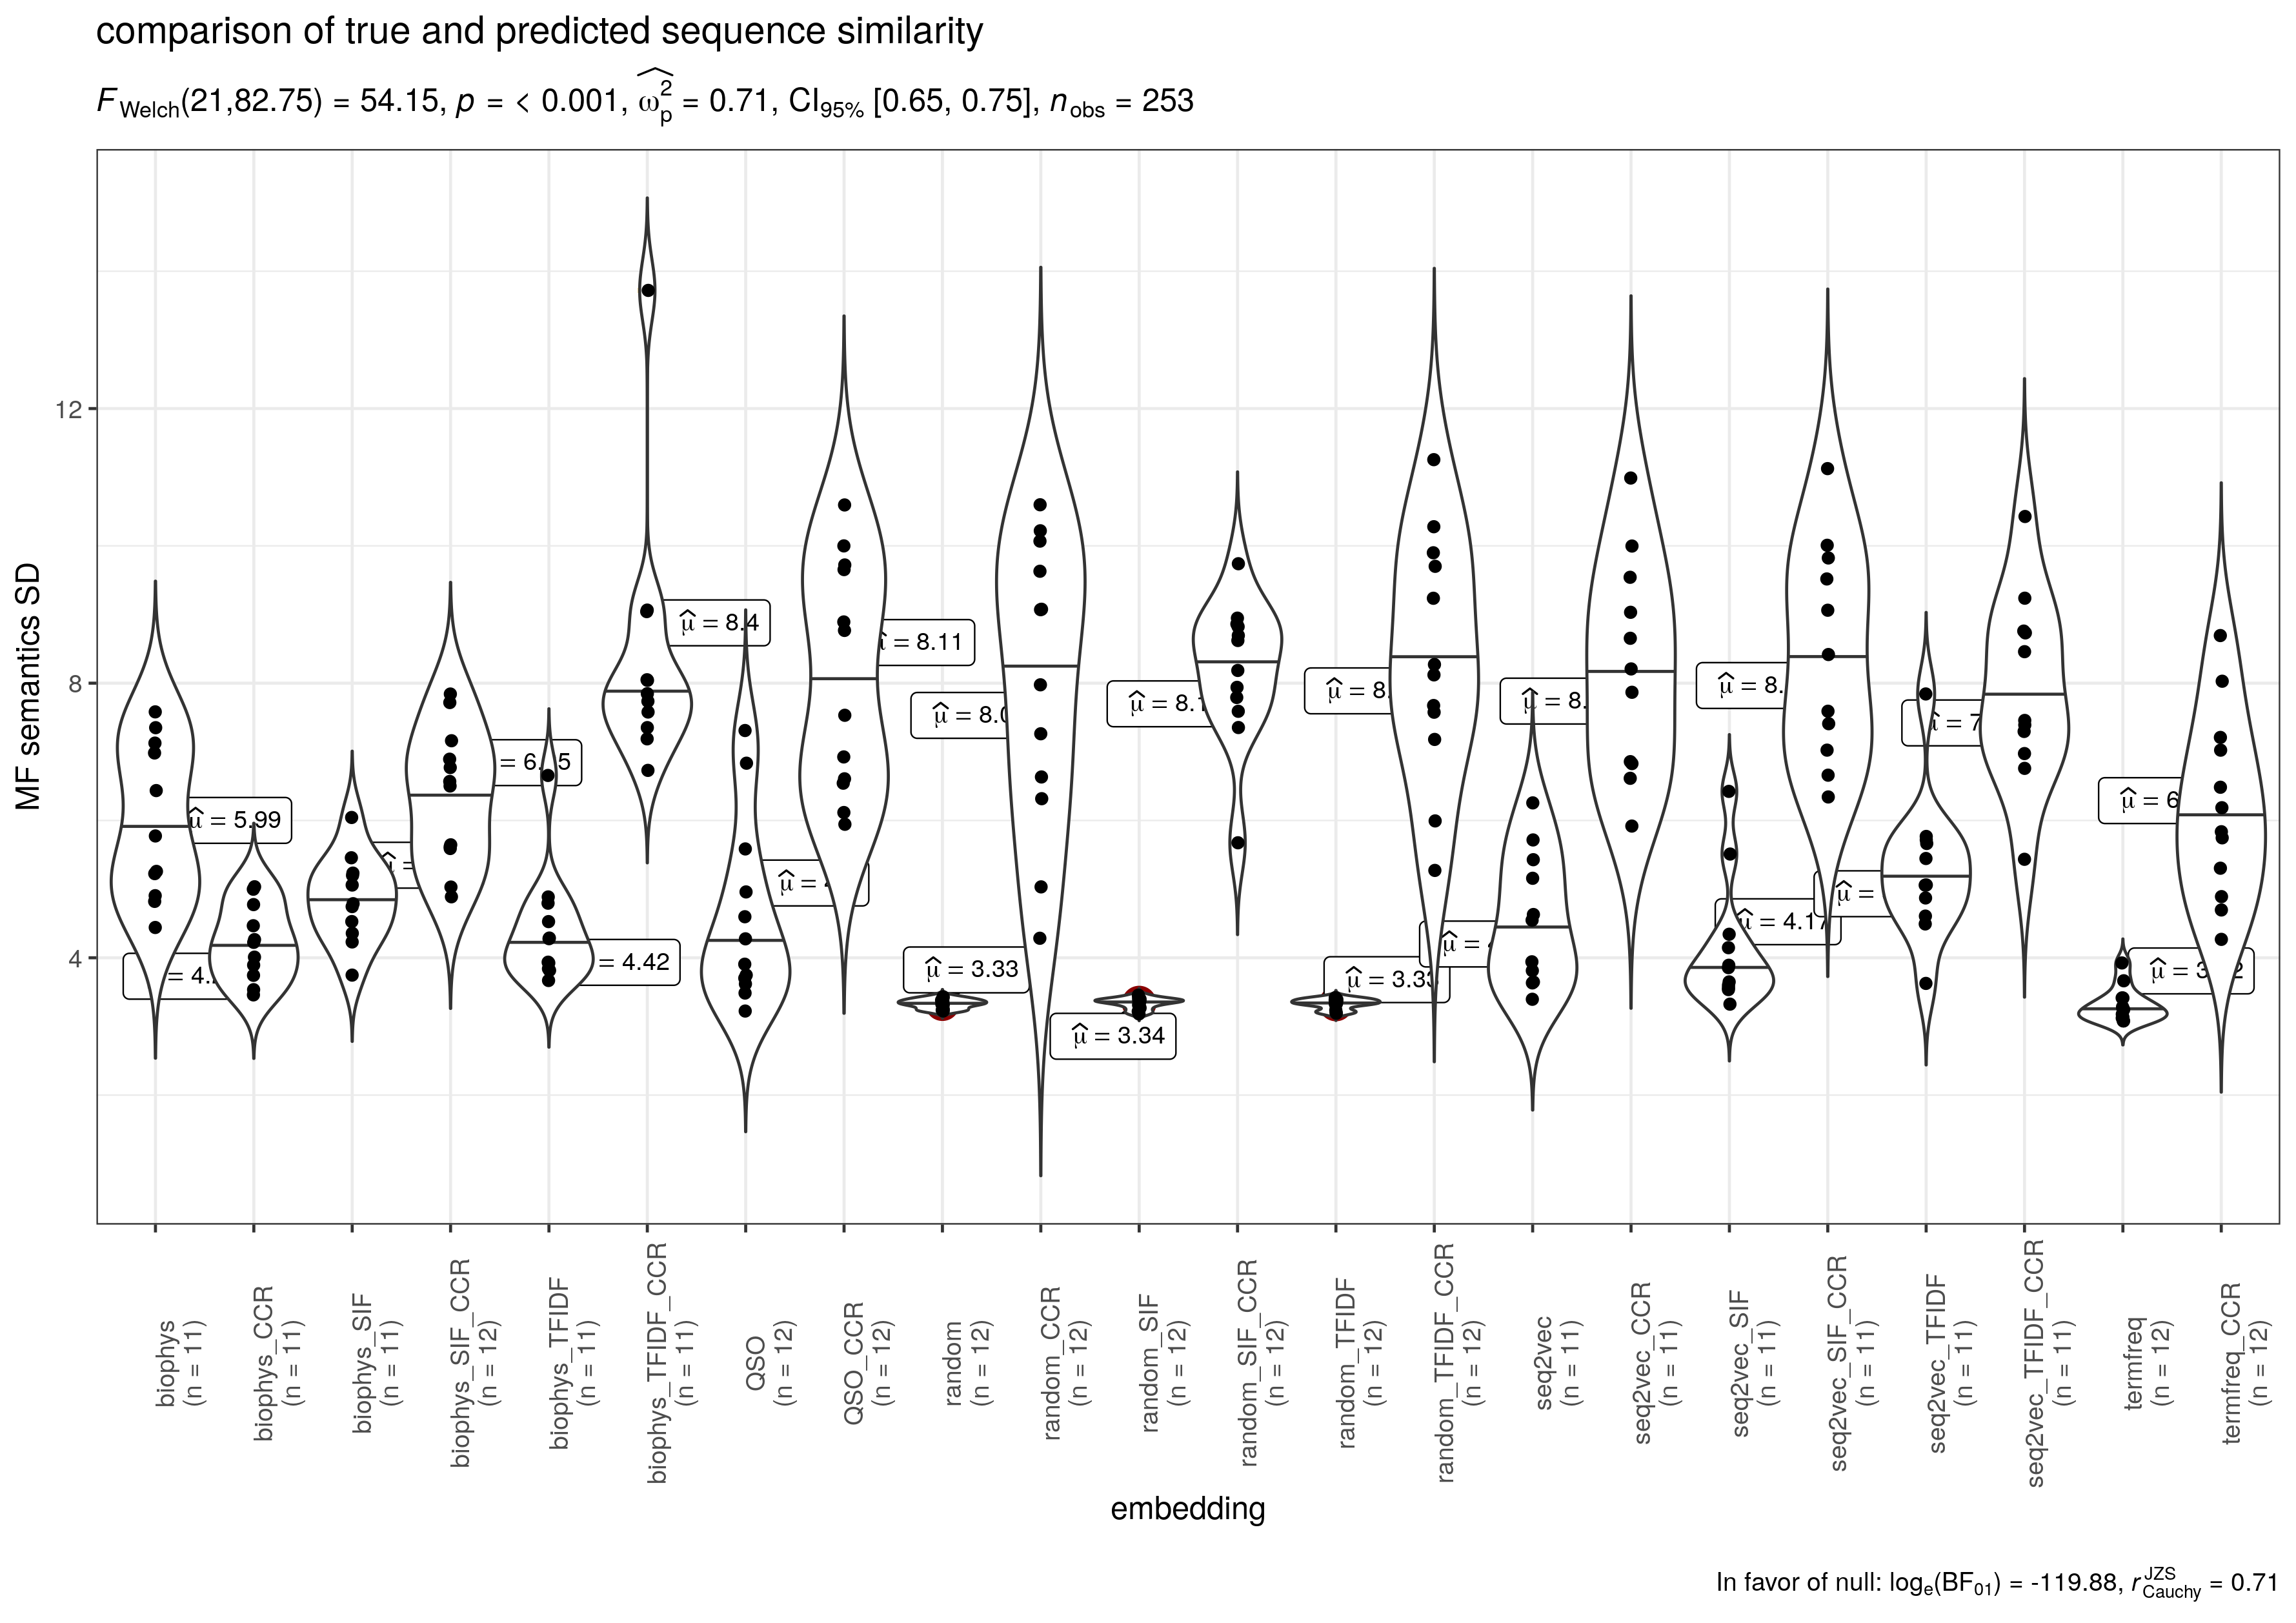 comparison of true and predicted sequence similarity
F Welch(21,82.75) = 54.15, p = < 0.001, ω̂²p = 0.71, CI95% [0.65, 0.75], nobs = 253
MF semantics SD
12
8
4
μ̂ = 8.4
μ̂ = 8.11
μ̂ = 5.99
μ̂ = 3.33
μ̂ = 3.34
μ̂ = 4.17
= 4.42
biophys
(n = 11)
biophys_CCR
(n = 11)
biophys_SIF
(n = 11)
biophys_SIF_CCR
(n = 12)
biophys_TFIDF
(n = 11)
biophys_TFIDF_CCR
(n = 11)
QSO
(n = 12)
QSO_CCR
(n = 12)
random
(n = 12)
random_CCR
(n = 12)
random_SIF
(n = 12)
random_SIF_CCR
(n = 12)
random_TFIDF
(n = 12)
random_TFIDF_CCR
(n = 12)
seq2vec
(n = 11)
seq2vec_CCR
(n = 11)
seq2vec_SIF
(n = 11)
seq2vec_SIF_CCR
(n = 11)
seq2vec_TFIDF
(n = 11)
seq2vec_TFIDF_CCR
(n = 11)
termfreq
(n = 12)
termfreq_CCR
(n = 12)
embedding
In favor of null: loge(BF01) = -119.88, r JZS Cauchy = 0.71